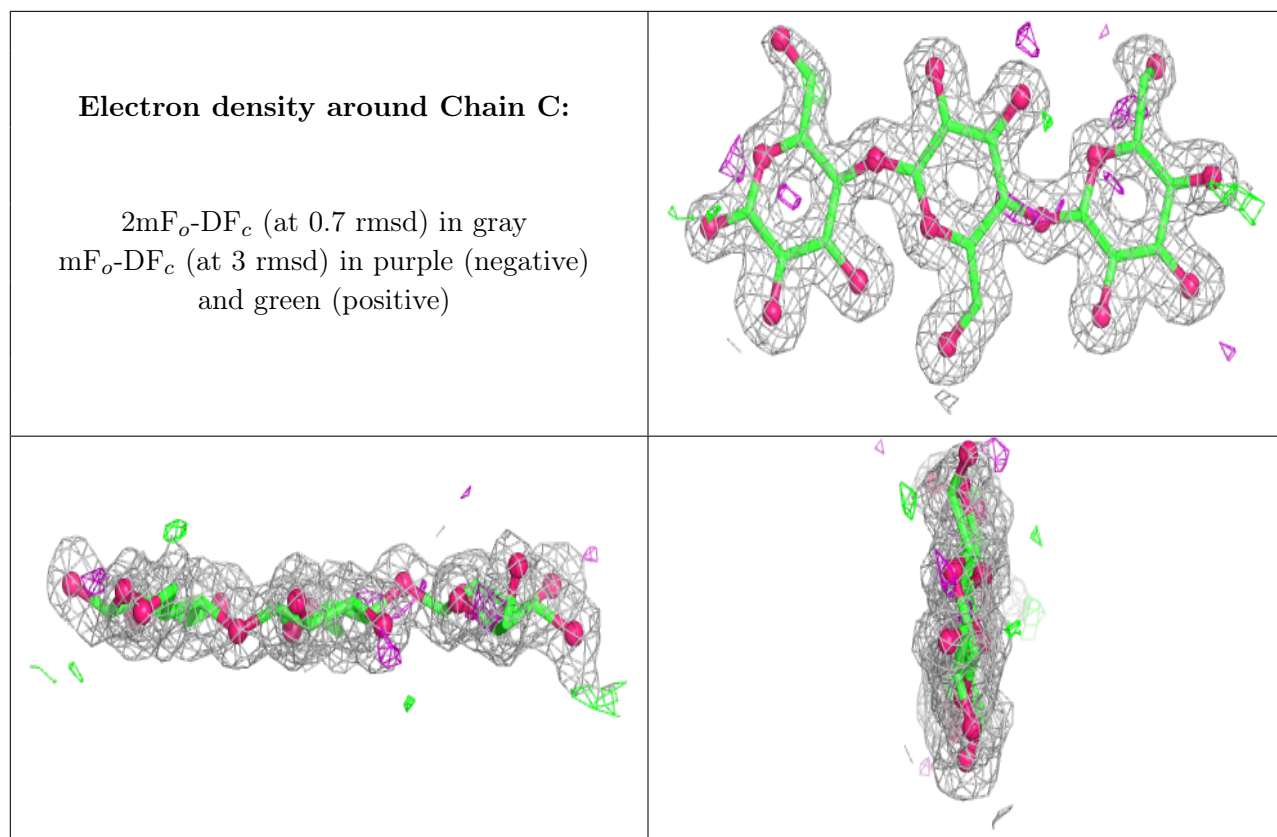 Electron density around Chain C:
2mFₒ-DF𝒸 (at 0.7 rmsd) in gray
mFₒ-DF𝒸 (at 3 rmsd) in purple (negative)
and green (positive)